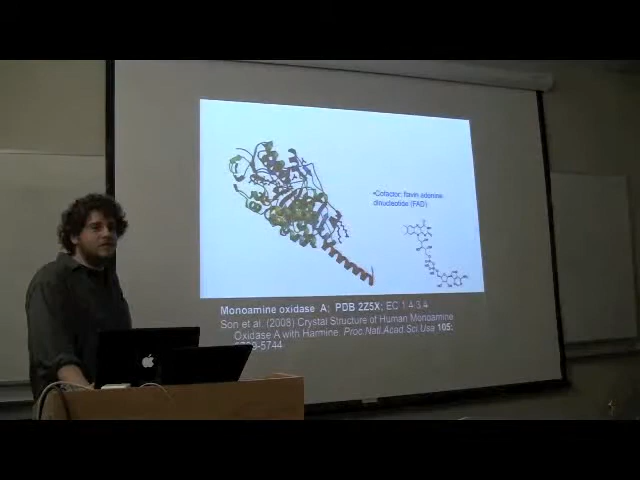 •Cofactor: flavin adenine
dinucleotide (FAD)
Monoamine oxidase A; PDB 2Z5X; EC 1.4.3.4
Son et al. (2008) Crystal Structure of Human Monoamine
Oxidase A with Harmine. Proc.Natl.Acad.Sci.Usa 105:
-5744